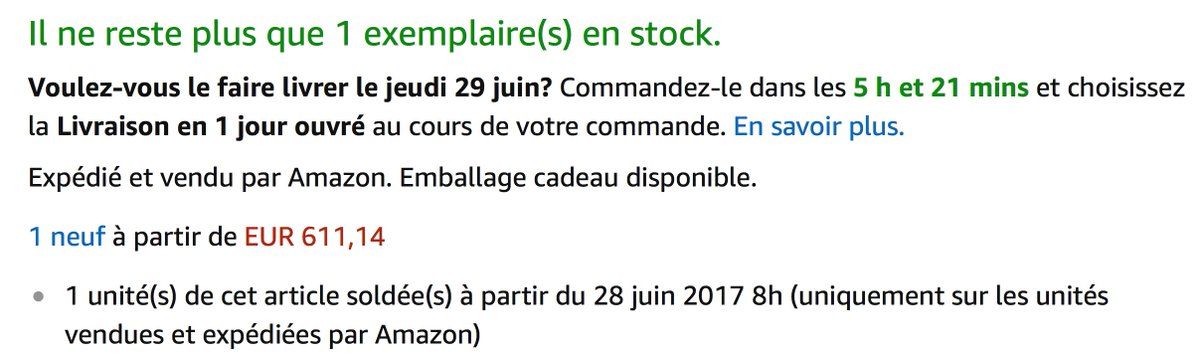 Il ne reste plus que 1 exemplaire(s) en stock.
Voulez-vous le faire livrer le jeudi 29 juin? Commandez-le dans les 5 h et 21 mins et choisissez
la Livraison en 1 jour ouvré au cours de votre commande. En savoir plus.
Expédié et vendu par Amazon. Emballage cadeau disponible.
1 neuf à partir de EUR 611,14
• 1 unité(s) de cet article soldée(s) à partir du 28 juin 2017 8h (uniquement sur les unités
vendues et expédiées par Amazon)